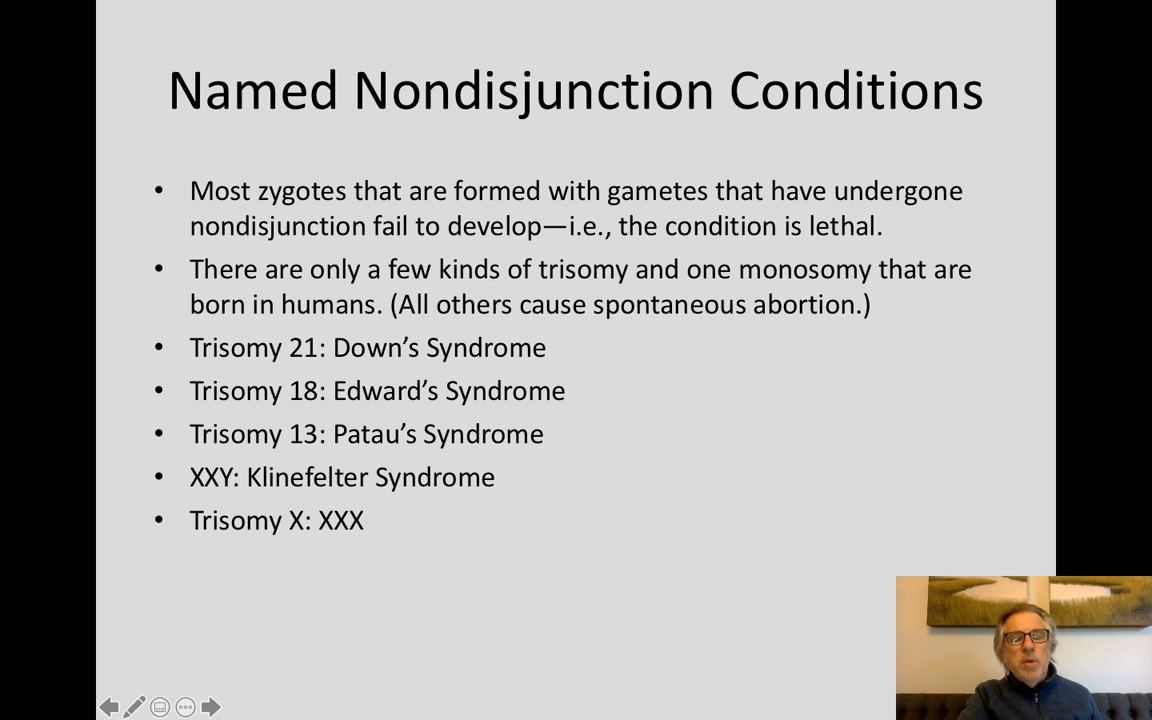 Named Nondisjunction Conditions
• Most zygotes that are formed with gametes that have undergone
nondisjunction fail to develop—i.e., the condition is lethal.
• There are only a few kinds of trisomy and one monosomy that are
born in humans. (All others cause spontaneous abortion.)
• Trisomy 21: Down’s Syndrome
• Trisomy 18: Edward’s Syndrome
• Trisomy 13: Patau’s Syndrome
• XXY: Klinefelter Syndrome
• Trisomy X: XXX